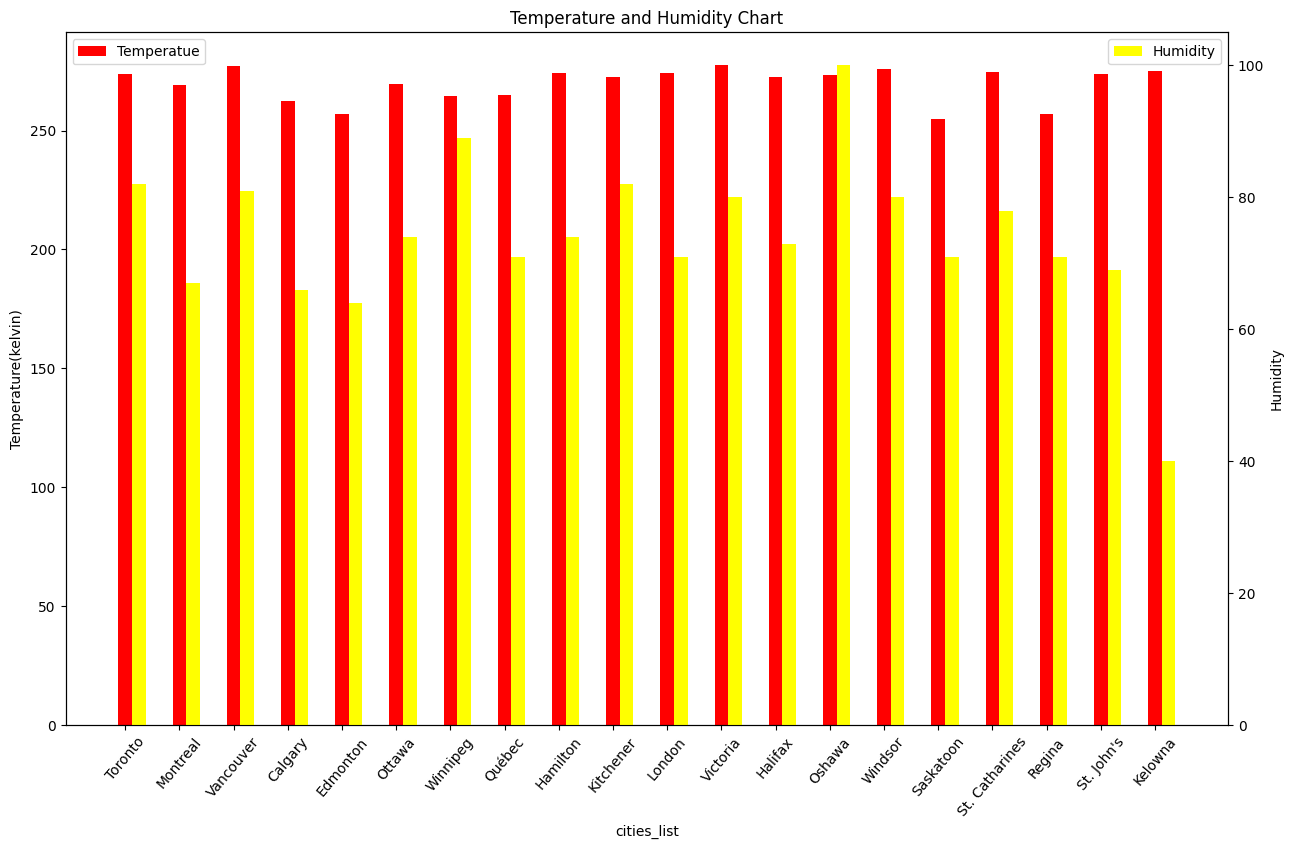 Temperature and Humidity Chart
Temperatue
Humidity
250
200
150
100
50
0
Temperature(kelvin)
100
80
60
40
20
0
Humidity
Toronto
Montreal
Vancouver
Calgary
Edmonton
Ottawa
Winnipeg
Québec
Hamilton
Kitchener
London
Victoria
Halifax
Oshawa
Windsor
Saskatoon
St. Catharines
Regina
St. John's
Kelowna
cities_list